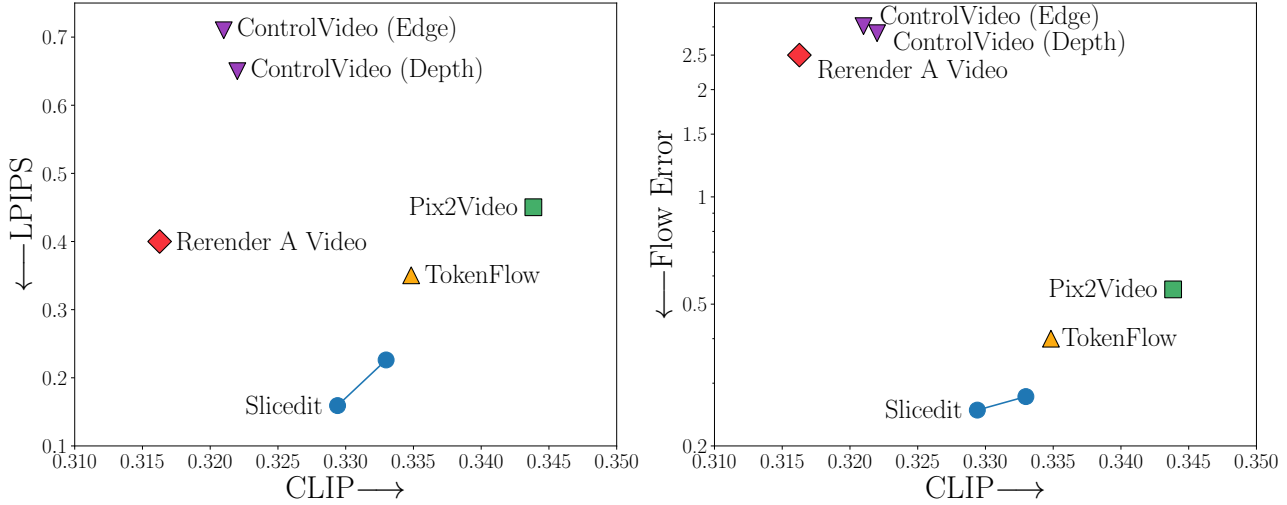 0.7
0.6
0.5
0.4
0.3
0.2
0.1
←LPIPS
ControlVideo (Edge)
ControlVideo (Depth)
Pix2Video
Rerender A Video
TokenFlow
Slicedit
0.310 0.315 0.320 0.325 0.330 0.335 0.340 0.345 0.350
CLIP→
2.5
2
1.5
1
0.5
0.2
←Flow Error
ControlVideo (Edge)
ControlVideo (Depth)
Rerender A Video
Pix2Video
TokenFlow
Slicedit
0.310 0.315 0.320 0.325 0.330 0.335 0.340 0.345 0.350
CLIP→